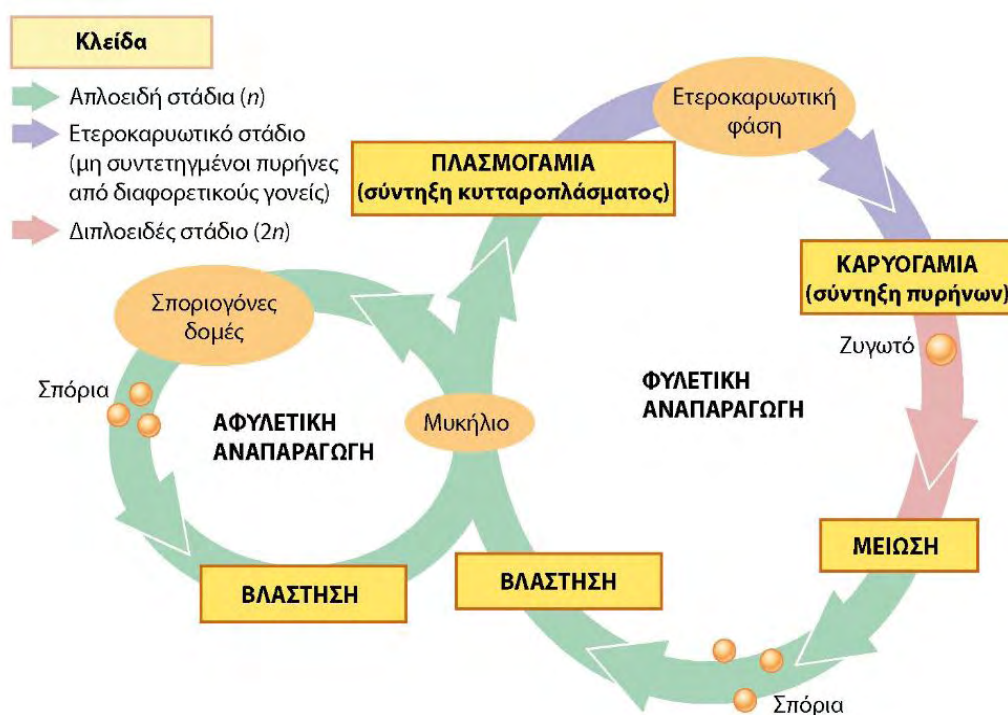 Κλείδα
Απλοειδή στάδια (n)
Ετεροκαρυωτικό στάδιο
(μη συντετηγμένοι πυρήνες
από διαφορετικούς γονείς)
Διπλοειδές στάδιο (2n)
Ετεροκαρυωτική
φάση
ΠΛΑΣΜΟΓΑΜΙΑ
(σύντηξη κυτταροπλάσματος)
ΚΑΡΥΟΓΑΜΙΑ
(σύντηξη πυρήνων)
Ζυγωτό
Σποριογόνες
δομές
Σπόρια
ΑΦΥΛΕΤΙΚΗ
ΑΝΑΠΑΡΑΓΩΓΗ
Μυκήλιο
ΦΥΛΕΤΙΚΗ
ΑΝΑΠΑΡΑΓΩΓΗ
ΒΛΑΣΤΗΣΗ
ΒΛΑΣΤΗΣΗ
ΜΕΙΩΣΗ
Σπόρια